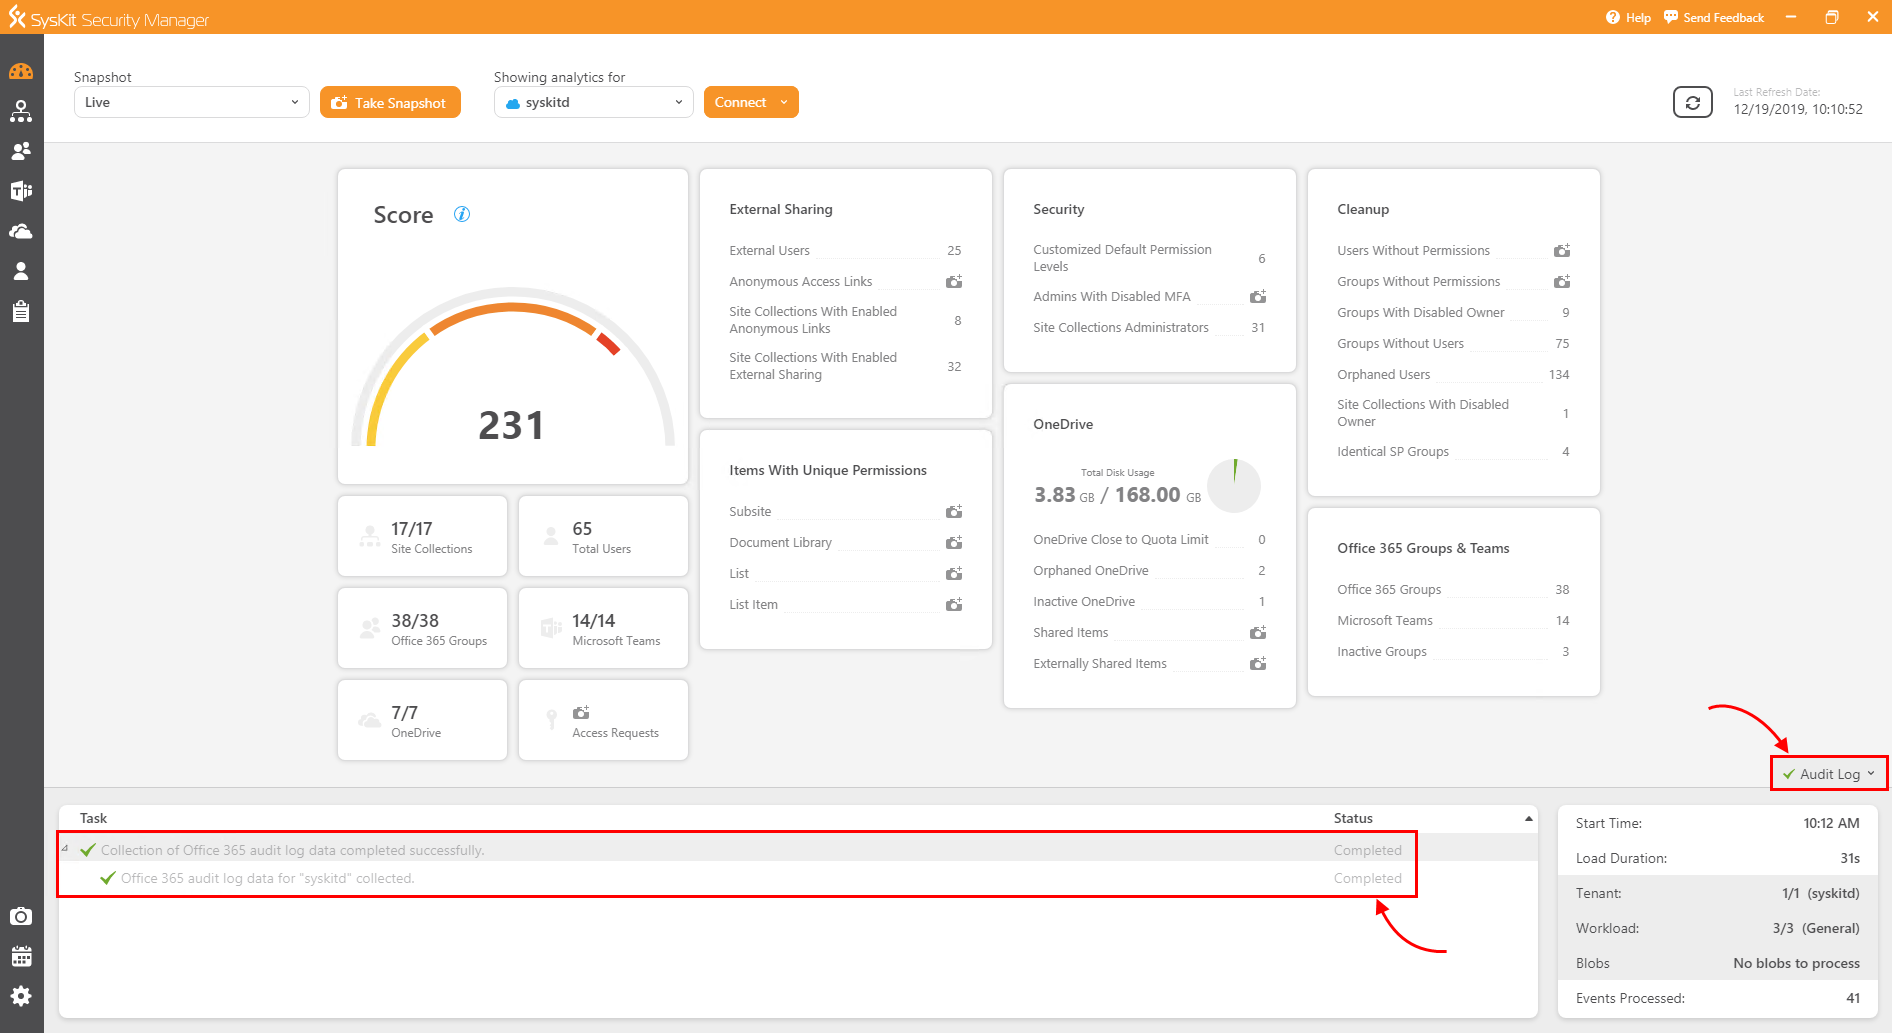 SysKit Security Manager
Help
Send Feedback
Snapshot
Live
Take Snapshot
Showing analytics for
syskitd
Connect
Last Refresh Date:
12/19/2019, 10:10:52
Score
231
17/17
Site Collections
65
Total Users
38/38
Office 365 Groups
14/14
Microsoft Teams
7/7
OneDrive
Access Requests
External Sharing
External Users 25
Anonymous Access Links
Site Collections With Enabled
Anonymous Links 8
Site Collections With Enabled
External Sharing 32
Items With Unique Permissions
Subsite
Document Library
List
List Item
Security
Customized Default Permission
Levels 6
Admins With Disabled MFA
Site Collections Administrators 31
OneDrive
Total Disk Usage
3.83 GB / 168.00 GB
OneDrive Close to Quota Limit 0
Orphaned OneDrive 2
Inactive OneDrive 1
Shared Items
Externally Shared Items
Cleanup
Users Without Permissions
Groups Without Permissions
Groups With Disabled Owner 9
Groups Without Users 75
Orphaned Users 134
Site Collections With Disabled
Owner 1
Identical SP Groups 4
Office 365 Groups & Teams
Office 365 Groups 38
Microsoft Teams 14
Inactive Groups 3
Audit Log
Task Status
Collection of Office 365 audit log data completed successfully. Completed
Office 365 audit log data for "syskitd" collected. Completed
Start Time: 10:12 AM
Load Duration: 31s
Tenant: 1/1 (syskitd)
Workload: 3/3 (General)
Blobs No blobs to process
Events Processed: 41